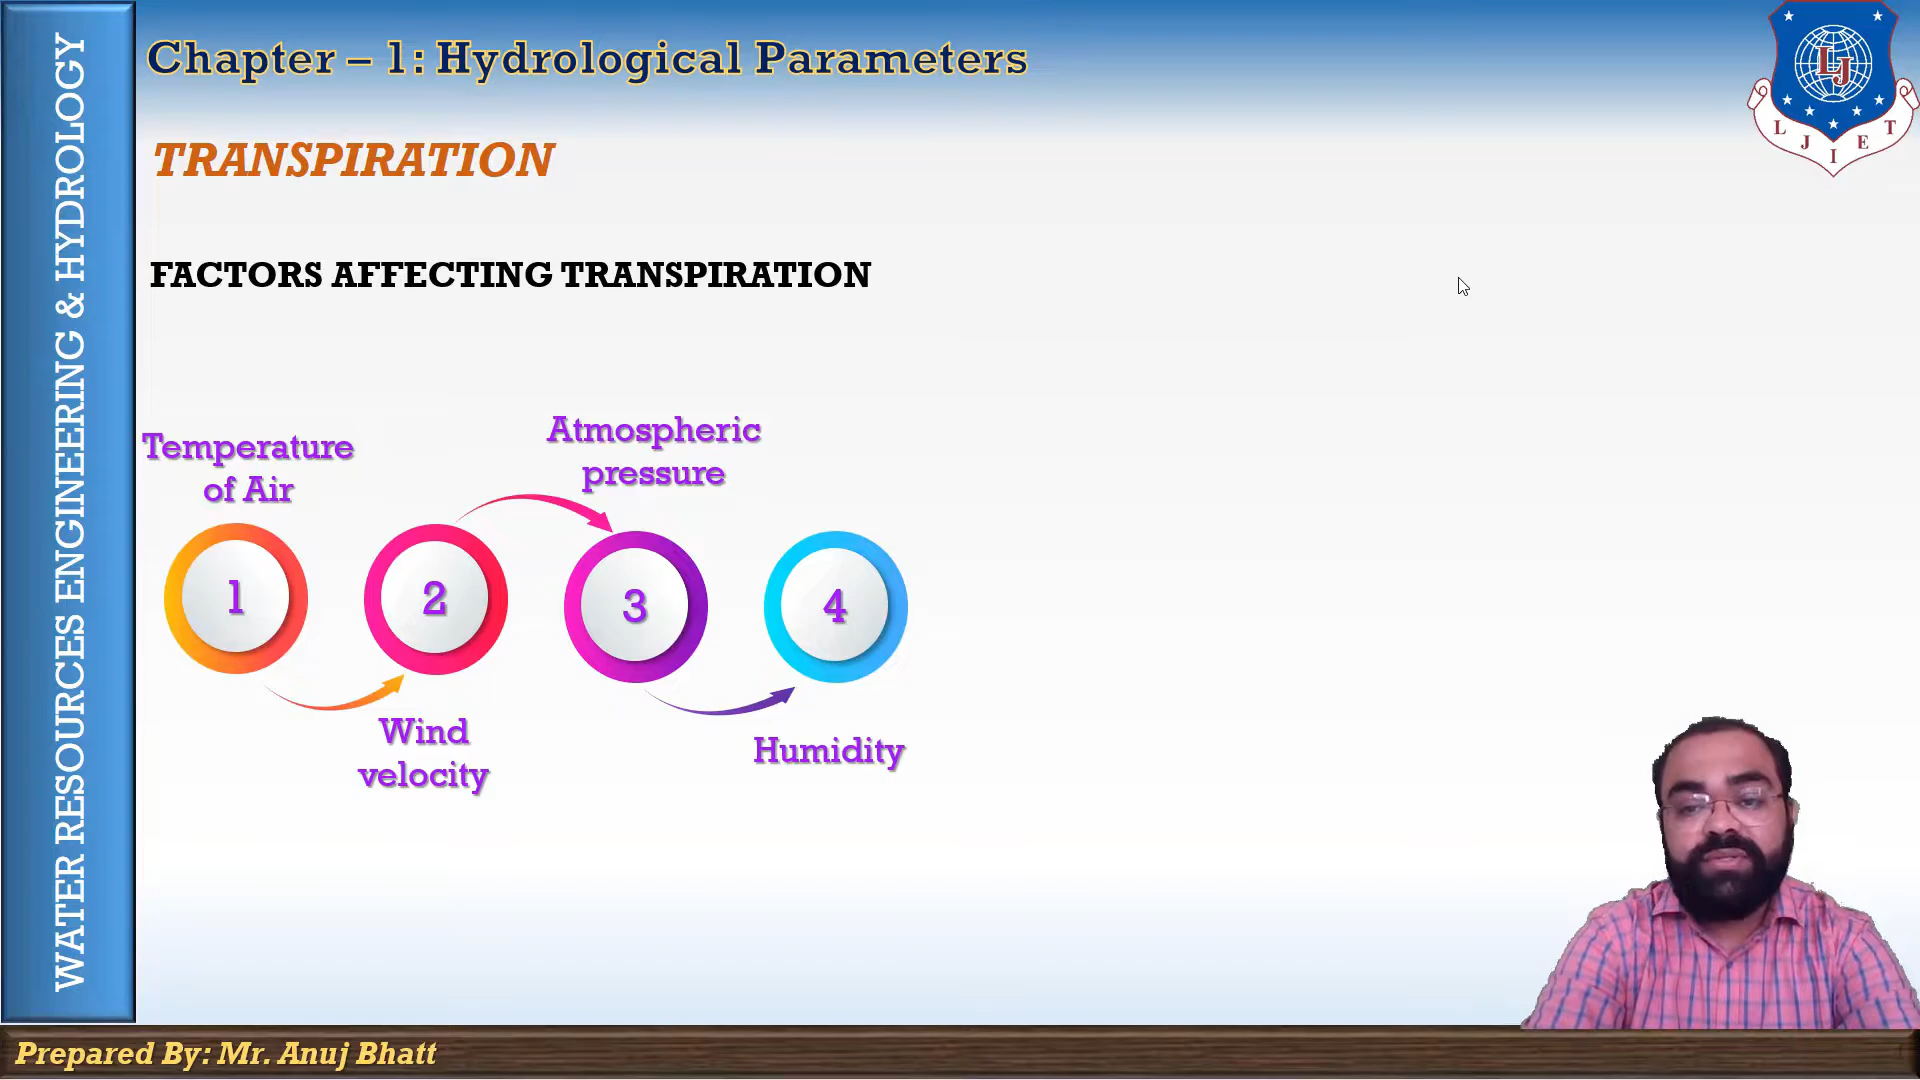 Chapter – 1: Hydrological Parameters
TRANSPIRATION
FACTORS AFFECTING TRANSPIRATION
Temperature
of Air
Atmospheric
pressure
1
2
3
4
Wind
velocity
Humidity
WATER RESOURCES ENGINEERING & HYDROLOGY
LJ
L J I E T
Prepared By: Mr. Anuj Bhatt